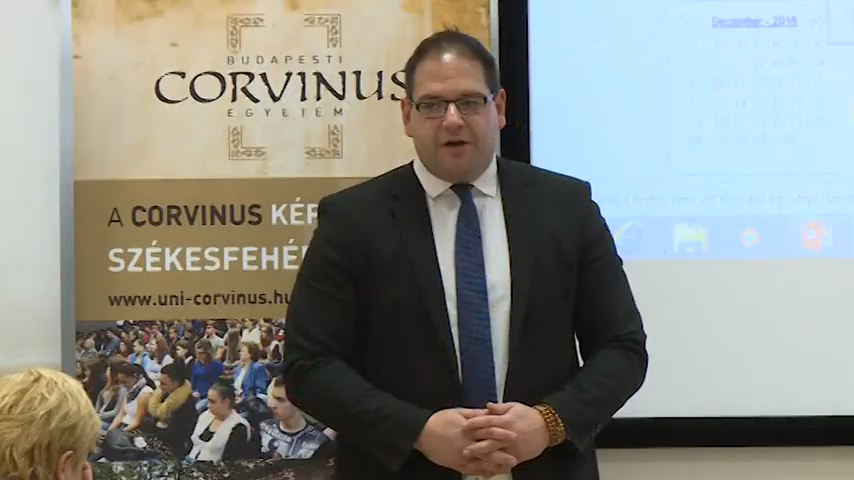 BUDAPESTI
CORVINUS
EGYETEM
A CORVINUS KÉP
SZÉKESFEHÉ
www.uni-corvinus.hu
December - 2016